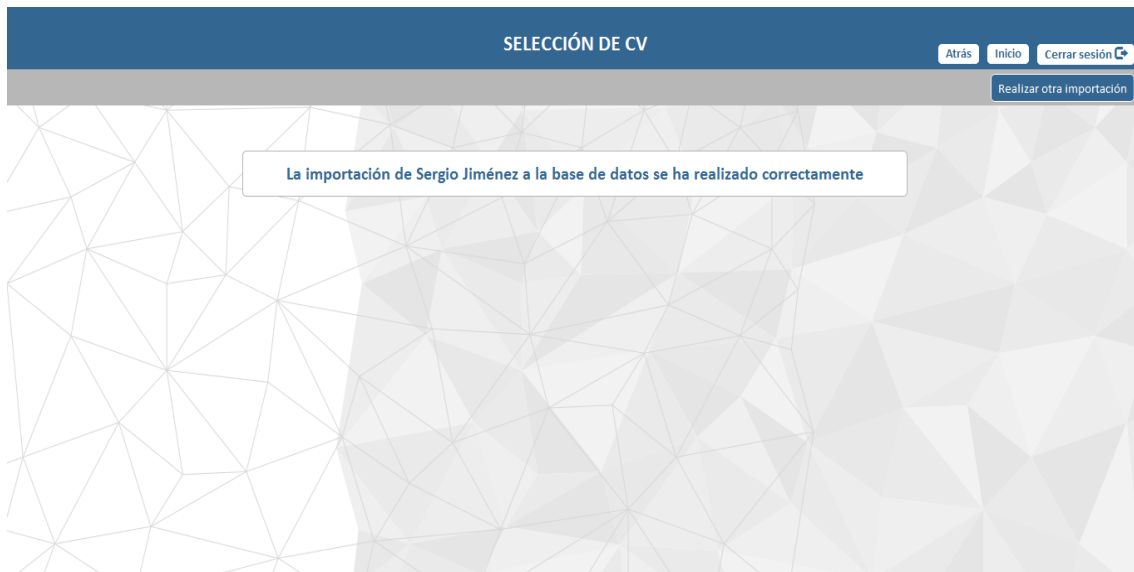 SELECCIÓN DE CV
Atrás
Inicio
Cerrar sesión
Realizar otra importación
La importación de Sergio Jiménez a la base de datos se ha realizado correctamente